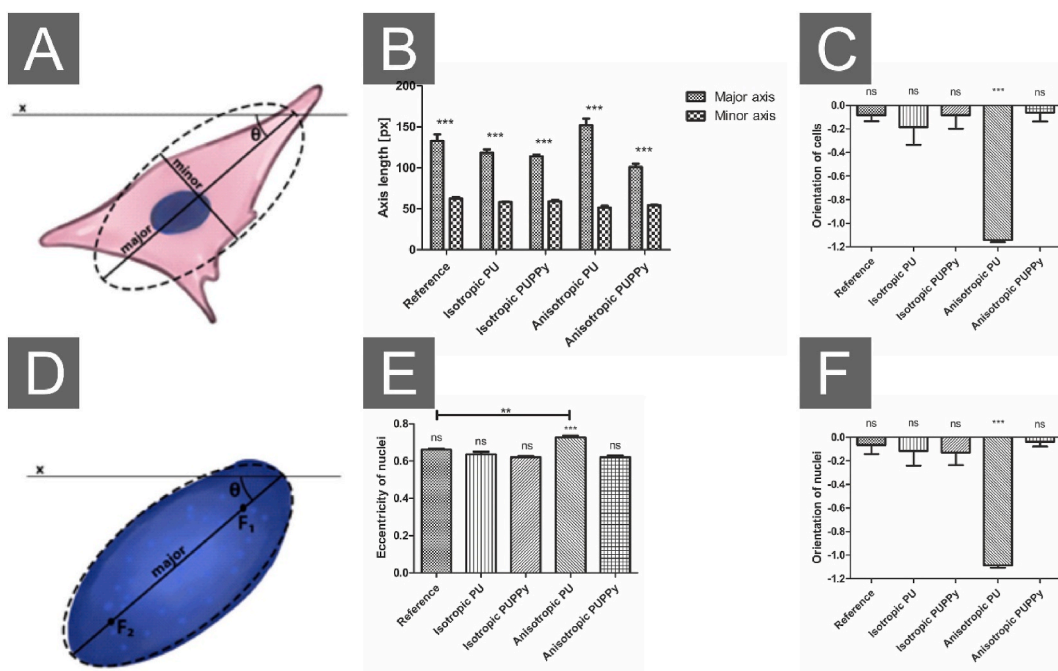 A
x
θ
minor
major
B
Axis length [px]
200
150
100
50
0
Major axis
Minor axis
***
***
***
***
***
Reference
Isotropic PU
Isotropic PUPPy
Anisotropic PU
Anisotropic PUPPy
C
Orientation of cells
ns
ns
ns
***
ns
0.0
-0.2
-0.4
-0.6
-0.8
-1.0
-1.2
Reference
Isotropic PU
Isotropic PUPPy
Anisotropic PU
Anisotropic PUPPy
D
x
θ
F1
major
F2
E
Eccentricity of nuclei
0.8
0.6
0.4
0.2
0.0
**
ns
ns
ns
***
ns
Reference
Isotropic PU
Isotropic PUPPy
Anisotropic PU
Anisotropic PUPPy
F
Orientation of nuclei
ns
ns
ns
***
ns
0.0
-0.2
-0.4
-0.6
-0.8
-1.0
-1.2
Reference
Isotropic PU
Isotropic PUPPy
Anisotropic PU
Anisotropic PUPPy